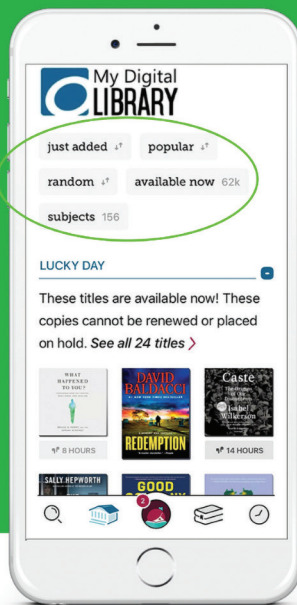 My Digital
LIBRARY
just added popular
random available now 62k
subjects 156
LUCKY DAY
These titles are available now! These
copies cannot be renewed or placed
on hold. See all 24 titles
WHAT
HAPPENED
TO YOU?
DAVID
BALDACCI
REDEMPTION
Caste
Isabel
Wilkerson
8 HOURS
14 HOURS
SALLY HEPWORTH
GOOD
2